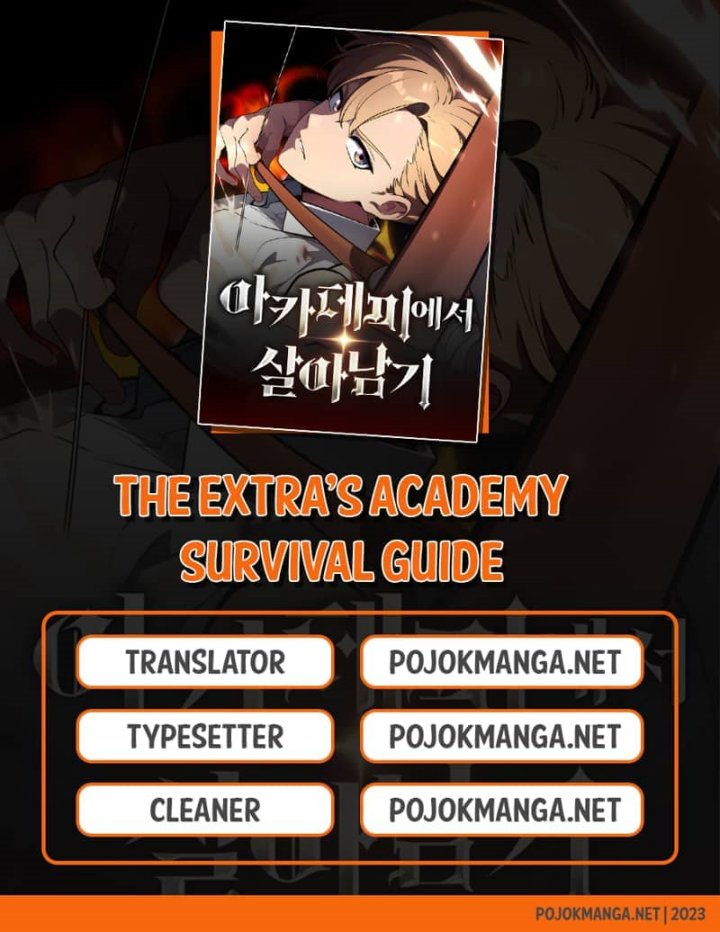 아카데미에서
살아남기
THE EXTRA'S ACADEMY
SURVIVAL GUIDE
TRANSLATOR POJOKMANGA.NET
TYPESETTER POJOKMANGA.NET
CLEANER POJOKMANGA.NET
POJOKMANGA.NET | 2023